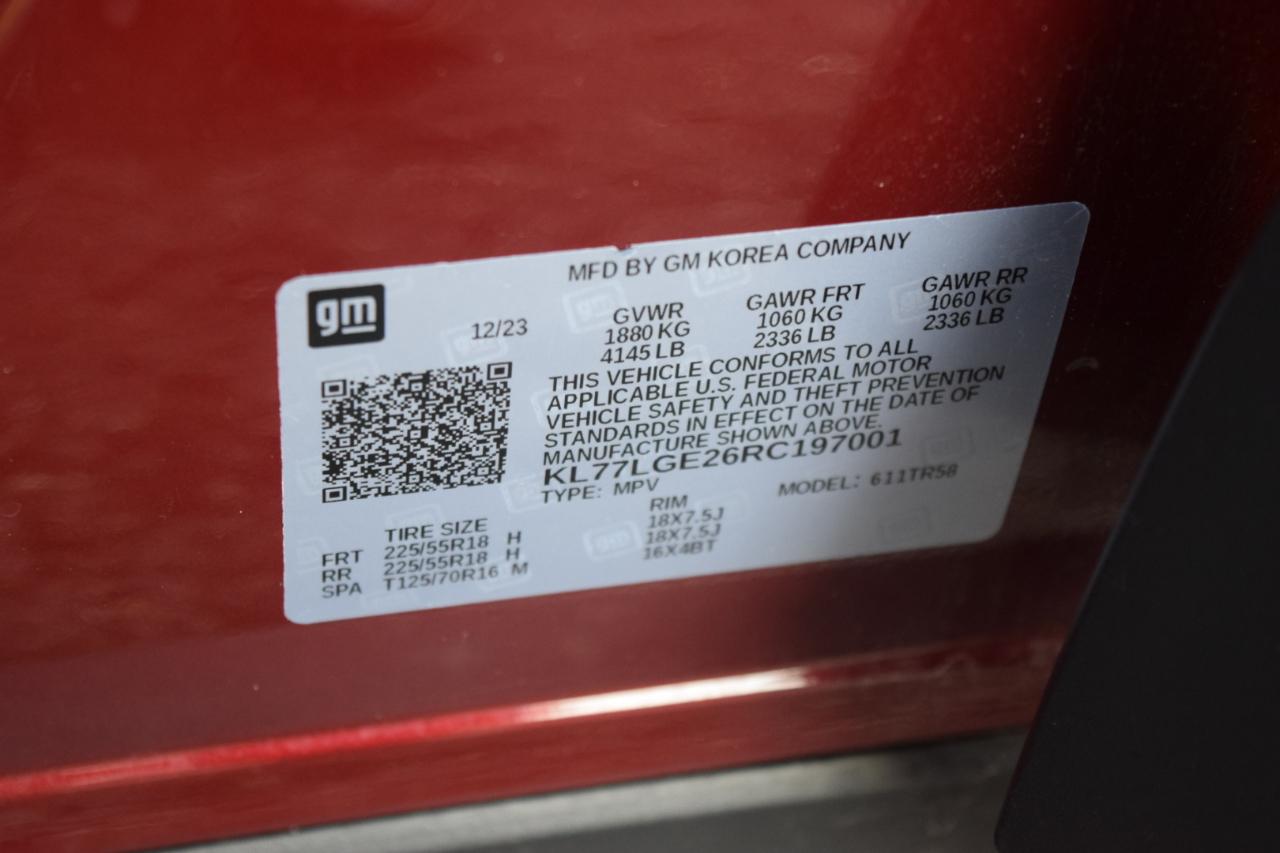 MFD BY GM KOREA COMPANY
gm
12/23
GVWR GAWR FRT GAWR RR
1880 KG 1060 KG 1060 KG
4145 LB 2336 LB 2336 LB
THIS VEHICLE CONFORMS TO ALL
APPLICABLE U.S. FEDERAL MOTOR
VEHICLE SAFETY AND THEFT PREVENTION
STANDARDS IN EFFECT ON THE DATE OF
MANUFACTURE SHOWN ABOVE.
KL77LGE26RC197001
TYPE: MPV MODEL: 611TR58
TIRE SIZE RIM
FRT 225/55R18 H 18X7.5J
RR 225/55R18 H 18X7.5J
SPA T125/70R16 M 16X4BT